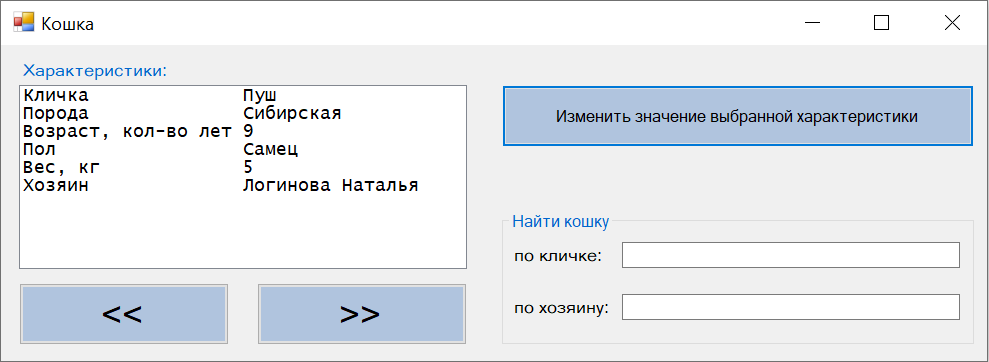 Кошка
Характеристики:
Кличка Пуш
Порода Сибирская
Возраст, кол-во лет 9
Пол Самец
Вес, кг 5
Хозяин Логинова Наталья
<< >>
Изменить значение выбранной характеристики
Найти кошку
по кличке:
по хозяину: